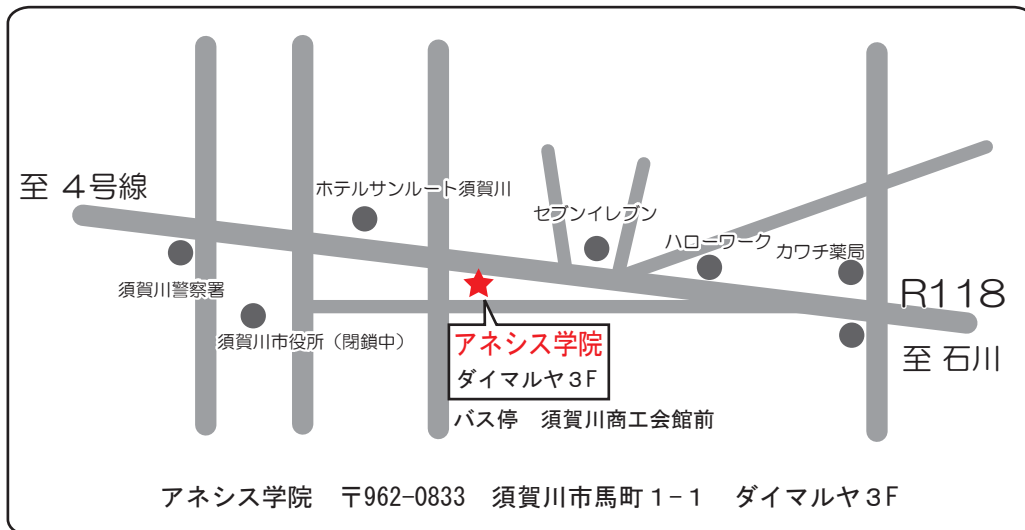 至 4号線
ホテルサンルート須賀川
セブンイレブン
ハローワーク
カワチ薬局
須賀川警察署
須賀川市役所（閉鎖中）
R118
至 石川
アネシス学院
ダイマルヤ3F
バス停　須賀川商工会館前
アネシス学院　〒962-0833　須賀川市馬町1-1　ダイマルヤ3F